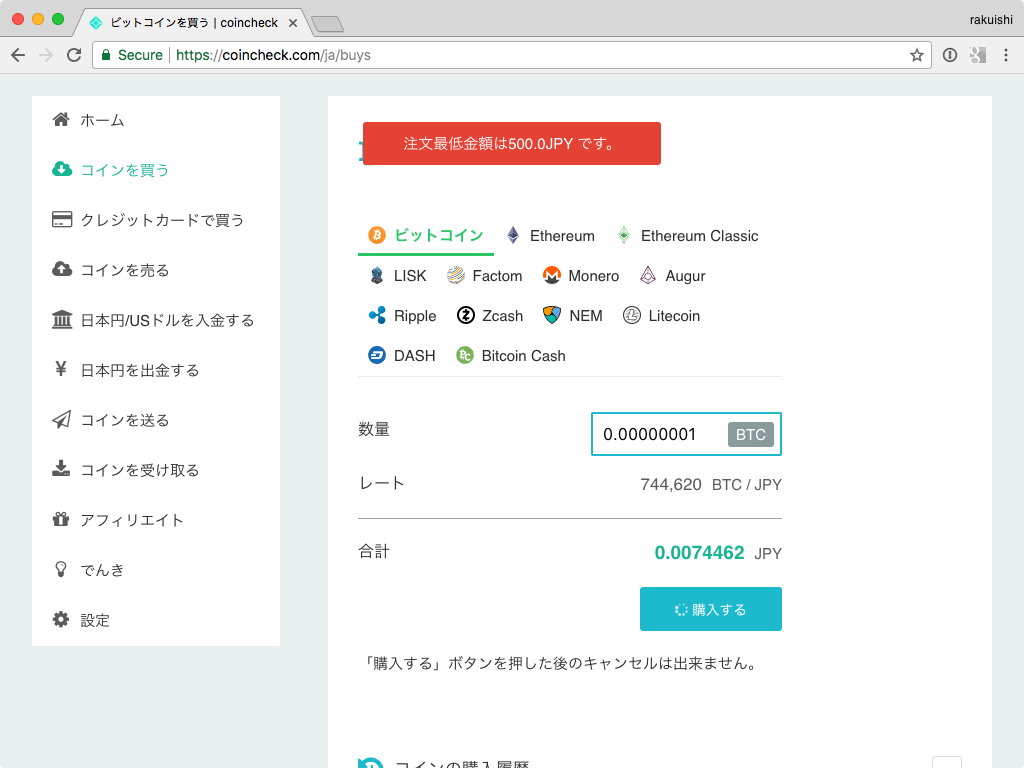 ビットコインを買う | coincheck
rakuishi
Secure
https://coincheck.com/ja/buys
ホーム
コインを買う
クレジットカードで買う
コインを売る
日本円/USドルを入金する
日本円を出金する
コインを送る
コインを受け取る
アフィリエイト
でんき
設定
注文最低金額は500.0JPY です。
ビットコイン Ethereum Ethereum Classic
LISK Factom Monero Augur
Ripple Zcash NEM Litecoin
DASH Bitcoin Cash
数量 0.00000001 BTC
レート 744,620 BTC / JPY
合計 0.0074462 JPY
購入する
「購入する」ボタンを押した後のキャンセルは出来ません。
コインの購入履歴